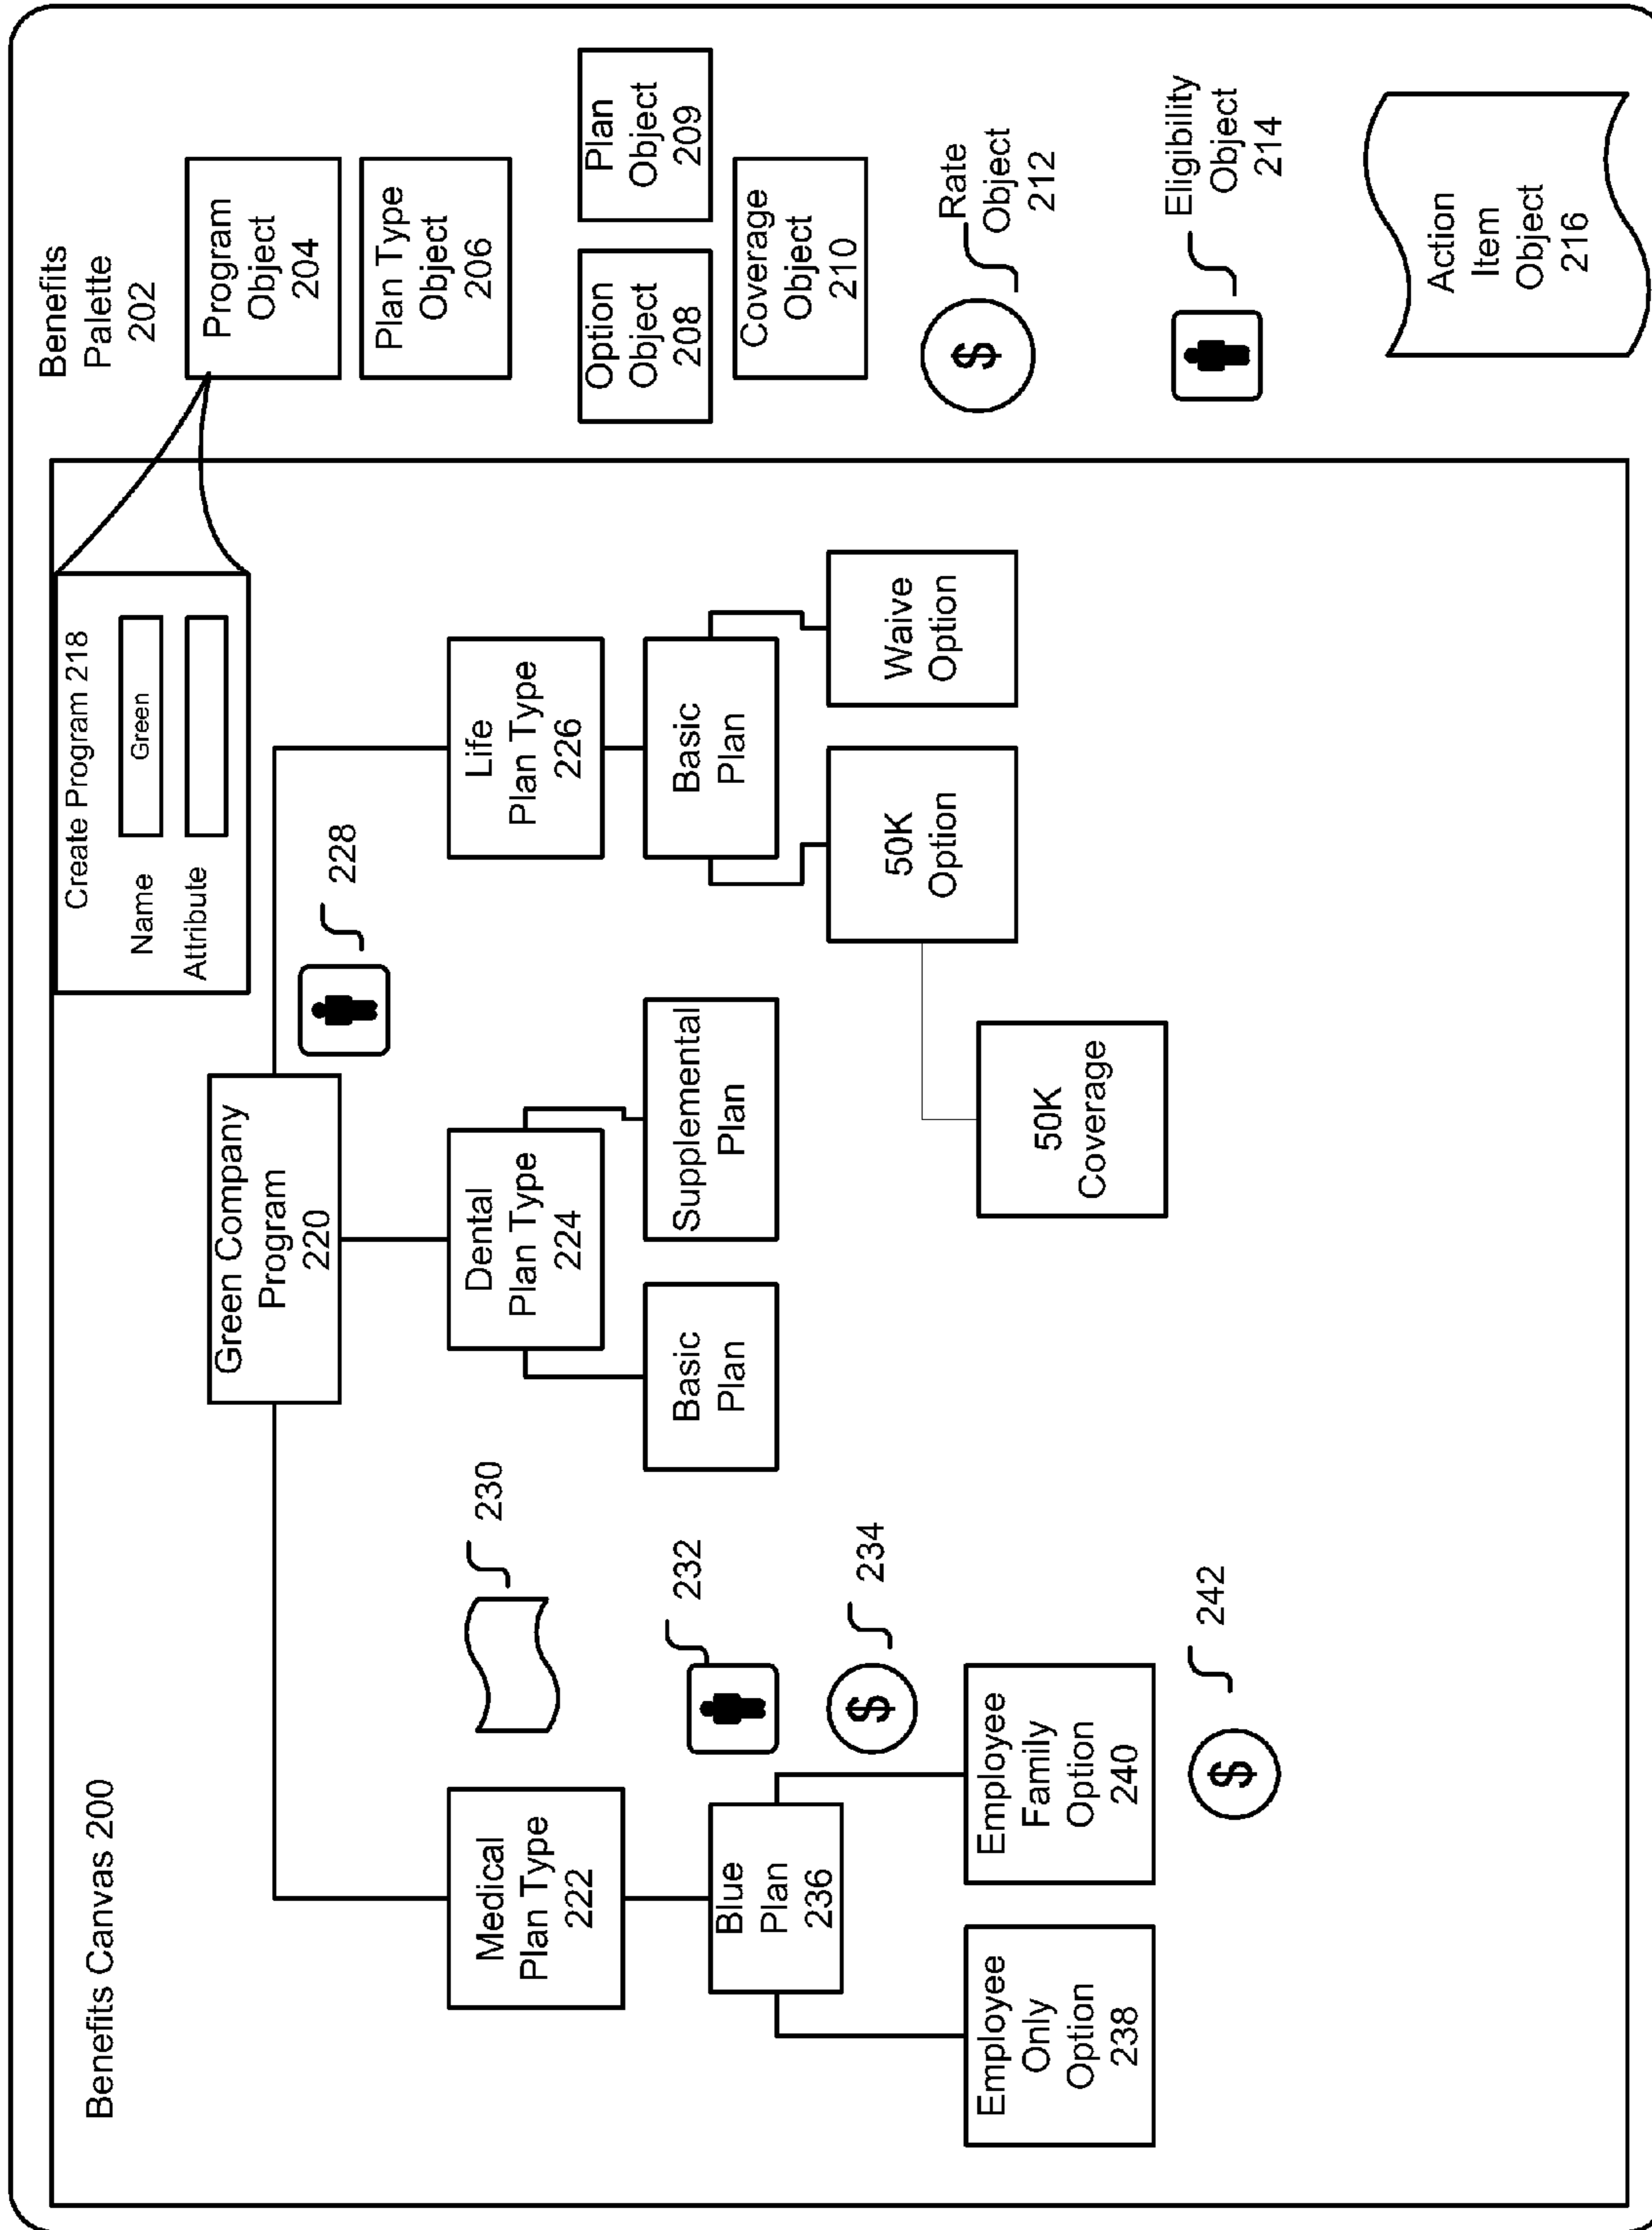 Benefits Canvas 200
Create Program 218
Name
Green
Attribute
Green Company
Program
220
228
Medical
Plan Type
222
230
Dental
Plan Type
224
Life
Plan Type
226
Blue
Plan
236
232
234
Basic
Plan
Supplemental
Plan
Basic
Plan
Employee
Only
Option
238
Employee
Family
Option
240
242
$
$
50K
Option
Waive
Option
50K
Coverage
Benefits
Palette
202
Program
Object
204
Plan Type
Object
206
Option
Object
208
Plan
Object
209
Coverage
Object
210
$
Rate
Object
212
Eligibility
Object
214
Action
Item
Object
216